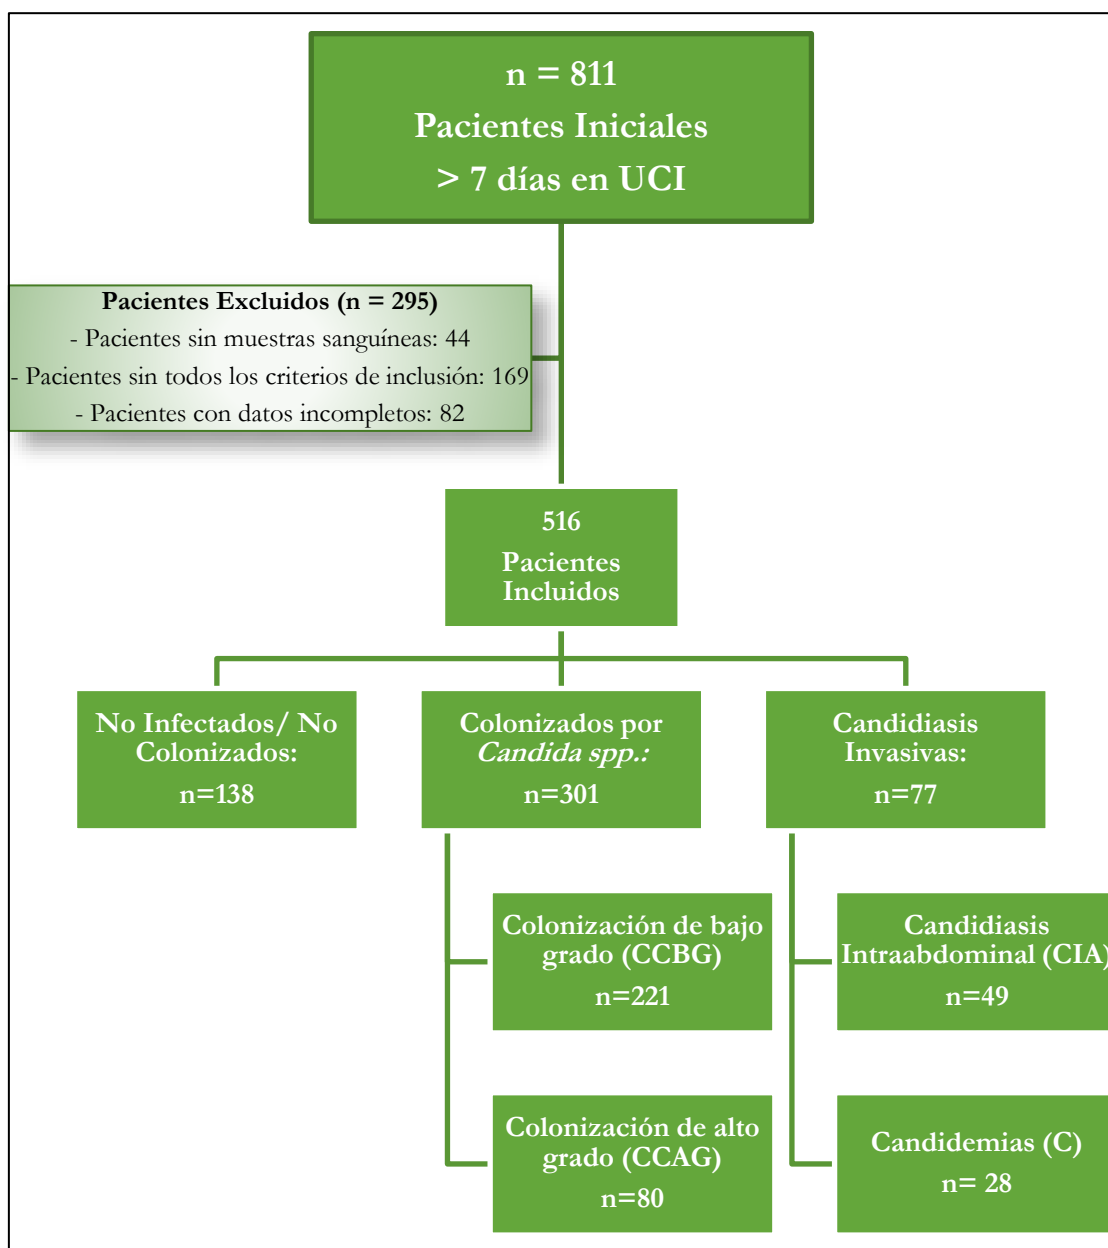 n = 811
Pacientes Iniciales
> 7 días en UCI
Pacientes Excluidos (n = 295)
- Pacientes sin muestras sanguíneas: 44
- Pacientes sin todos los criterios de inclusión: 169
- Pacientes con datos incompletos: 82
516
Pacientes
Incluidos
No Infectados/ No
Colonizados:
n=138
Colonizados por
Candida spp.:
n=301
Candidiasis
Invasivas:
n=77
Colonización de bajo
grado (CCBG)
n=221
Candidiasis
Intraabdominal (CIA)
n=49
Colonización de alto
grado (CCAG)
n=80
Candidemias (C)
n= 28